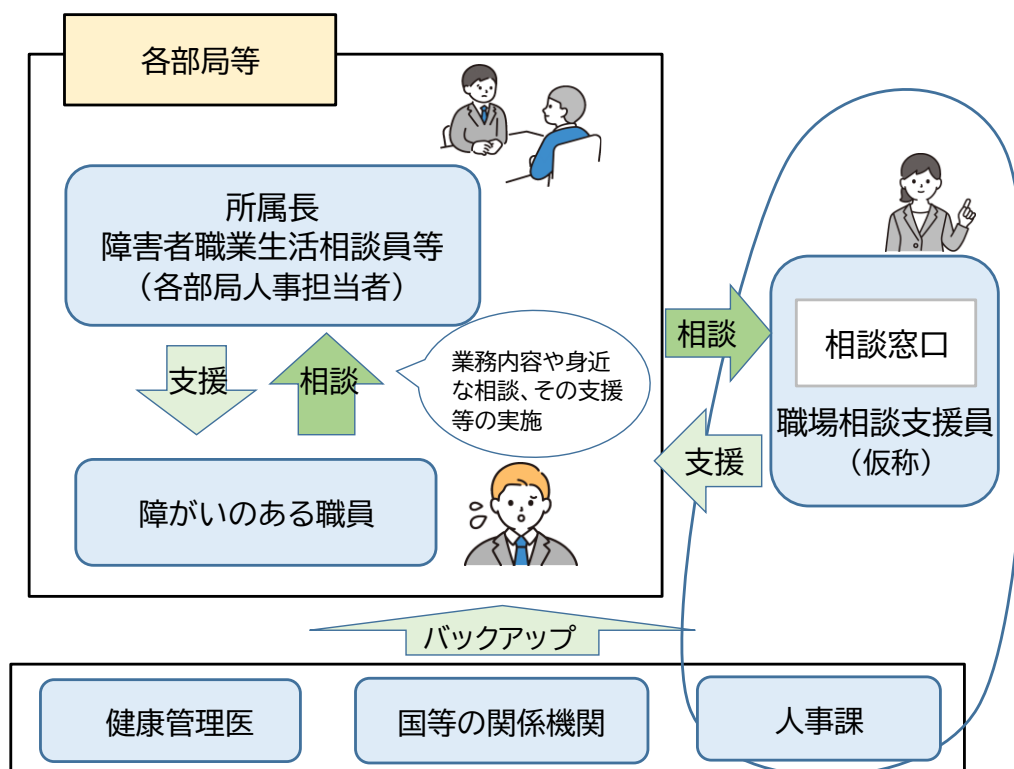 各部局等
所属長
障害者職業生活相談員等
（各部局人事担当者）
支援
相談
業務内容や身近
な相談、その支援
等の実施
障がいのある職員
相談
支援
相談窓口
職場相談支援員
（仮称）
バックアップ
健康管理医
国等の関係機関
人事課